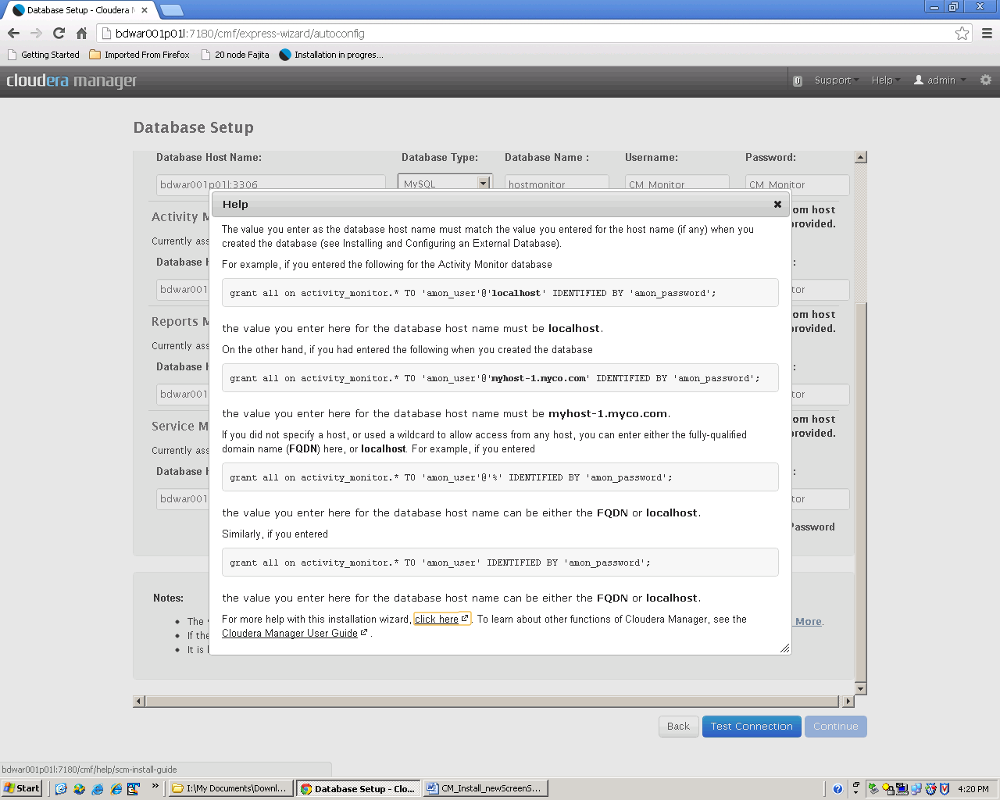 Database Setup - Cloudera M
bdwar001p01l:7180/cmf/express-wizard/autoconfig
Getting Started
Imported From Firefox
20 node Fajita
Installation in progres...
cloudera manager
0
Support
Help
admin
Database Setup
Database Host Name:
Database Type:
Database Name :
Username:
Password:
bdwar001p01l:3306
MySQL
hostmonitor
CM_Monitor
CM_Monitor
Help
Activity M
om host
provided.
Currently ass
Database H
:
bdwar001
tor
Reports M
om host
provided.
Currently ass
Database H
:
bdwar001
tor
Service M
om host
provided.
Currently ass
Database H
:
bdwar001
tor
Password
The value you enter as the database host name must match the value you entered for the host name (if any) when you
created the database (see Installing and Configuring an External Database).
For example, if you entered the following for the Activity Monitor database
grant all on activity_monitor.* TO 'amon_user'@'localhost' IDENTIFIED BY 'amon_password';
the value you enter here for the database host name must be localhost.
On the other hand, if you had entered the following when you created the database
grant all on activity_monitor.* TO 'amon_user'@'myhost-1.myco.com' IDENTIFIED BY 'amon_password';
the value you enter here for the database host name must be myhost-1.myco.com.
If you did not specify a host, or used a wildcard to allow access from any host, you can enter either the fully-qualified
domain name (FQDN) here, or localhost. For example, if you entered
grant all on activity_monitor.* TO 'amon_user'@'%' IDENTIFIED BY 'amon_password';
the value you enter here for the database host name can be either the FQDN or localhost.
Similarly, if you entered
grant all on activity_monitor.* TO 'amon_user' IDENTIFIED BY 'amon_password';
the value you enter here for the database host name can be either the FQDN or localhost.
For more help with this installation wizard, click here. To learn about other functions of Cloudera Manager, see the
Cloudera Manager User Guide.
Notes:
• The
• If the
• It is
More.
Back
Test Connection
Continue
bdwar001p01l:7180/cmf/help/scm-install-guide
Start
»
I:\My Documents\Downl...
Database Setup - Clo...
CM_Install_newScreenS...
4:20 PM